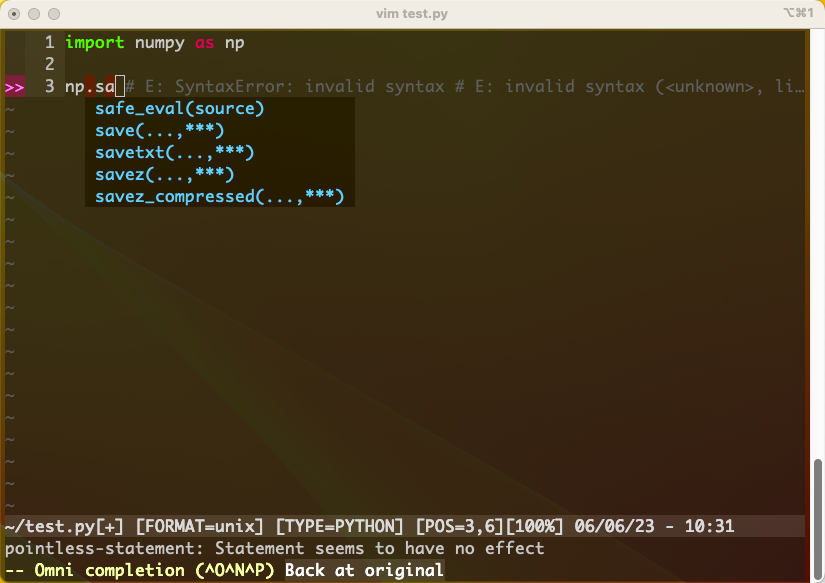 vim test.py
⌥⌘1
1 import numpy as np
2
>> 3 np.sa # E: SyntaxError: invalid syntax # E: invalid syntax (<unknown>, li…
~ safe_eval(source)
~ save(...,***)
~ savetxt(...,***)
~ savez(...,***)
~ savez_compressed(...,***)
~
~
~
~
~
~
~
~
~
~
~
~
~
~
~/test.py[+] [FORMAT=unix] [TYPE=PYTHON] [POS=3,6][100%] 06/06/23 - 10:31
pointless-statement: Statement seems to have no effect
-- Omni completion (^O^N^P) Back at original